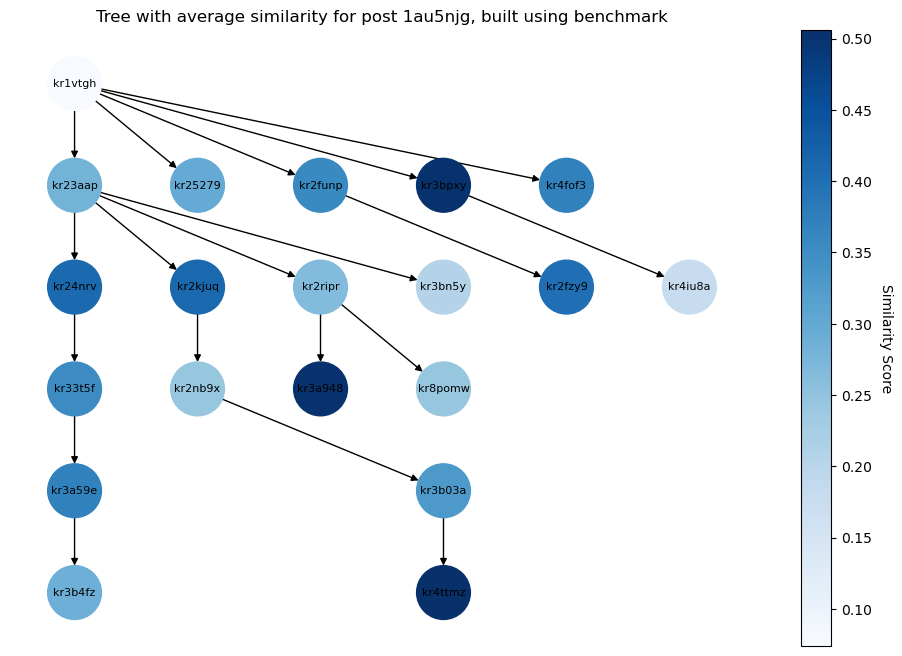 Tree with average similarity for post 1au5njg, built using benchmark
kr1vtgh
kr23aap
kr25279
kr2funp
kr3bpxy
kr4fof3
kr24nrv
kr2kjuq
kr2ripr
kr3bn5y
kr2fzy9
kr4iu8a
kr33t5f
kr2nb9x
kr3a948
kr8pomw
kr3a59e
kr3b03a
kr3b4fz
kr4ttmz
0.50
0.45
0.40
0.35
0.30
0.25
0.20
0.15
0.10
Similarity Score